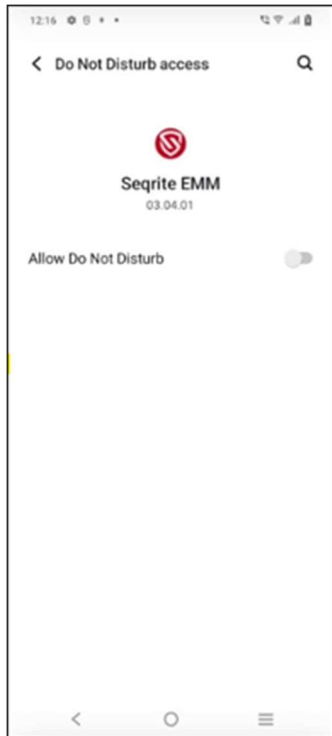 12:16
Do Not Disturb access
Seqrite EMM
03.04.01
Allow Do Not Disturb